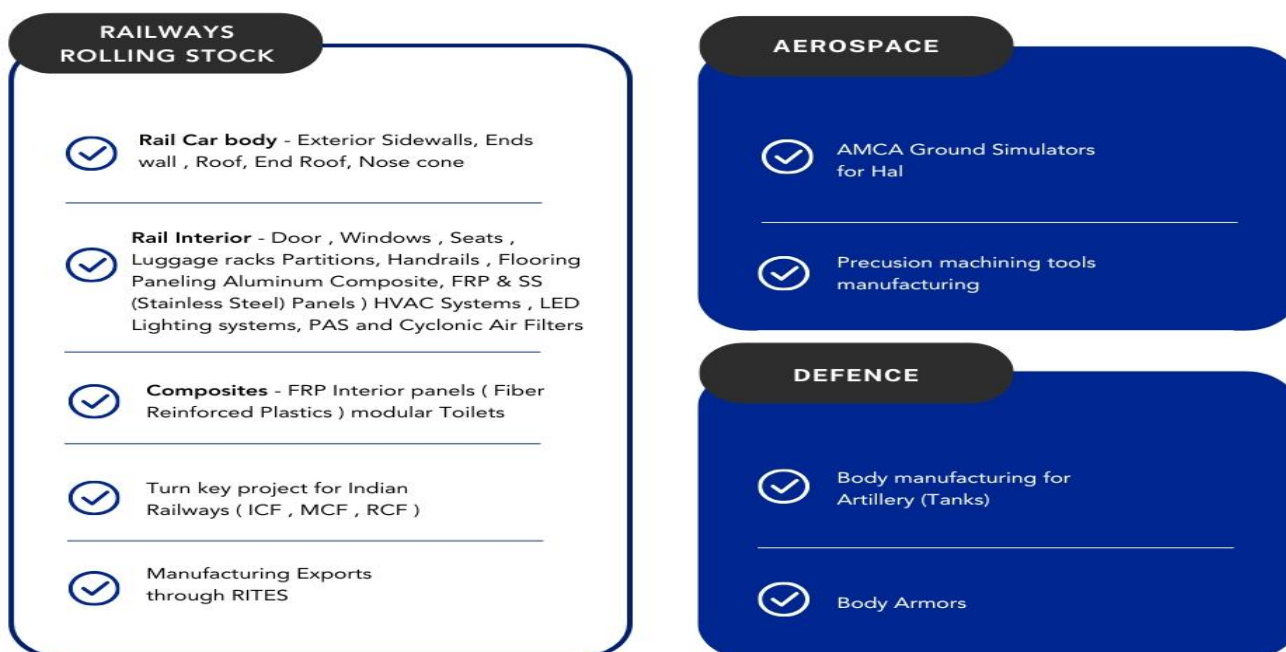 RAILWAYS
ROLLING STOCK
Rail Car body - Exterior Sidewalls, Ends
wall , Roof, End Roof, Nose cone
Rail Interior - Door , Windows , Seats ,
Luggage racks Partitions, Handrails , Flooring
Paneling Aluminum Composite, FRP & SS
(Stainless Steel) Panels ) HVAC Systems , LED
Lighting systems, PAS and Cyclonic Air Filters
Composites - FRP Interior panels ( Fiber
Reinforced Plastics ) modular Toilets
Turn key project for Indian
Railways ( ICF , MCF , RCF )
Manufacturing Exports
through RITES
AEROSPACE
AMCA Ground Simulators
for Hal
Precusion machining tools
manufacturing
DEFENCE
Body manufacturing for
Artillery (Tanks)
Body Armors